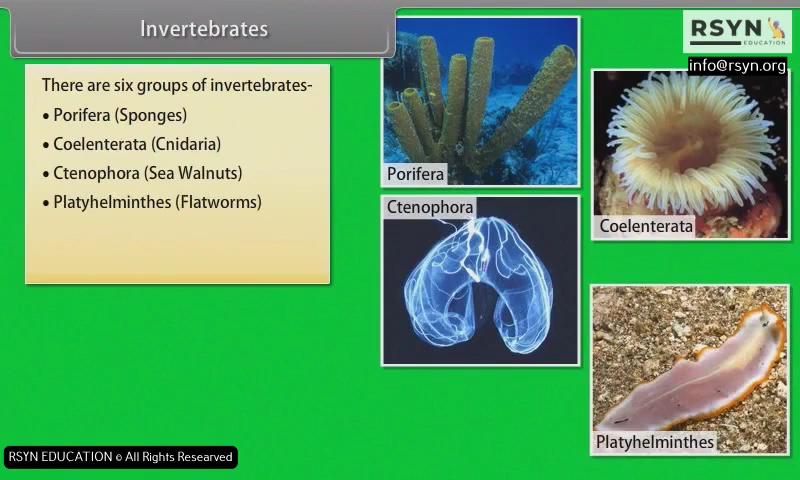 Invertebrates
RSYN
EDUCATION
info@rsyn.org
There are six groups of invertebrates-
• Porifera (Sponges)
• Coelenterata (Cnidaria)
• Ctenophora (Sea Walnuts)
• Platyhelminthes (Flatworms)
Porifera
Coelenterata
Ctenophora
Platyhelminthes
RSYN EDUCATION © All Rights Researved